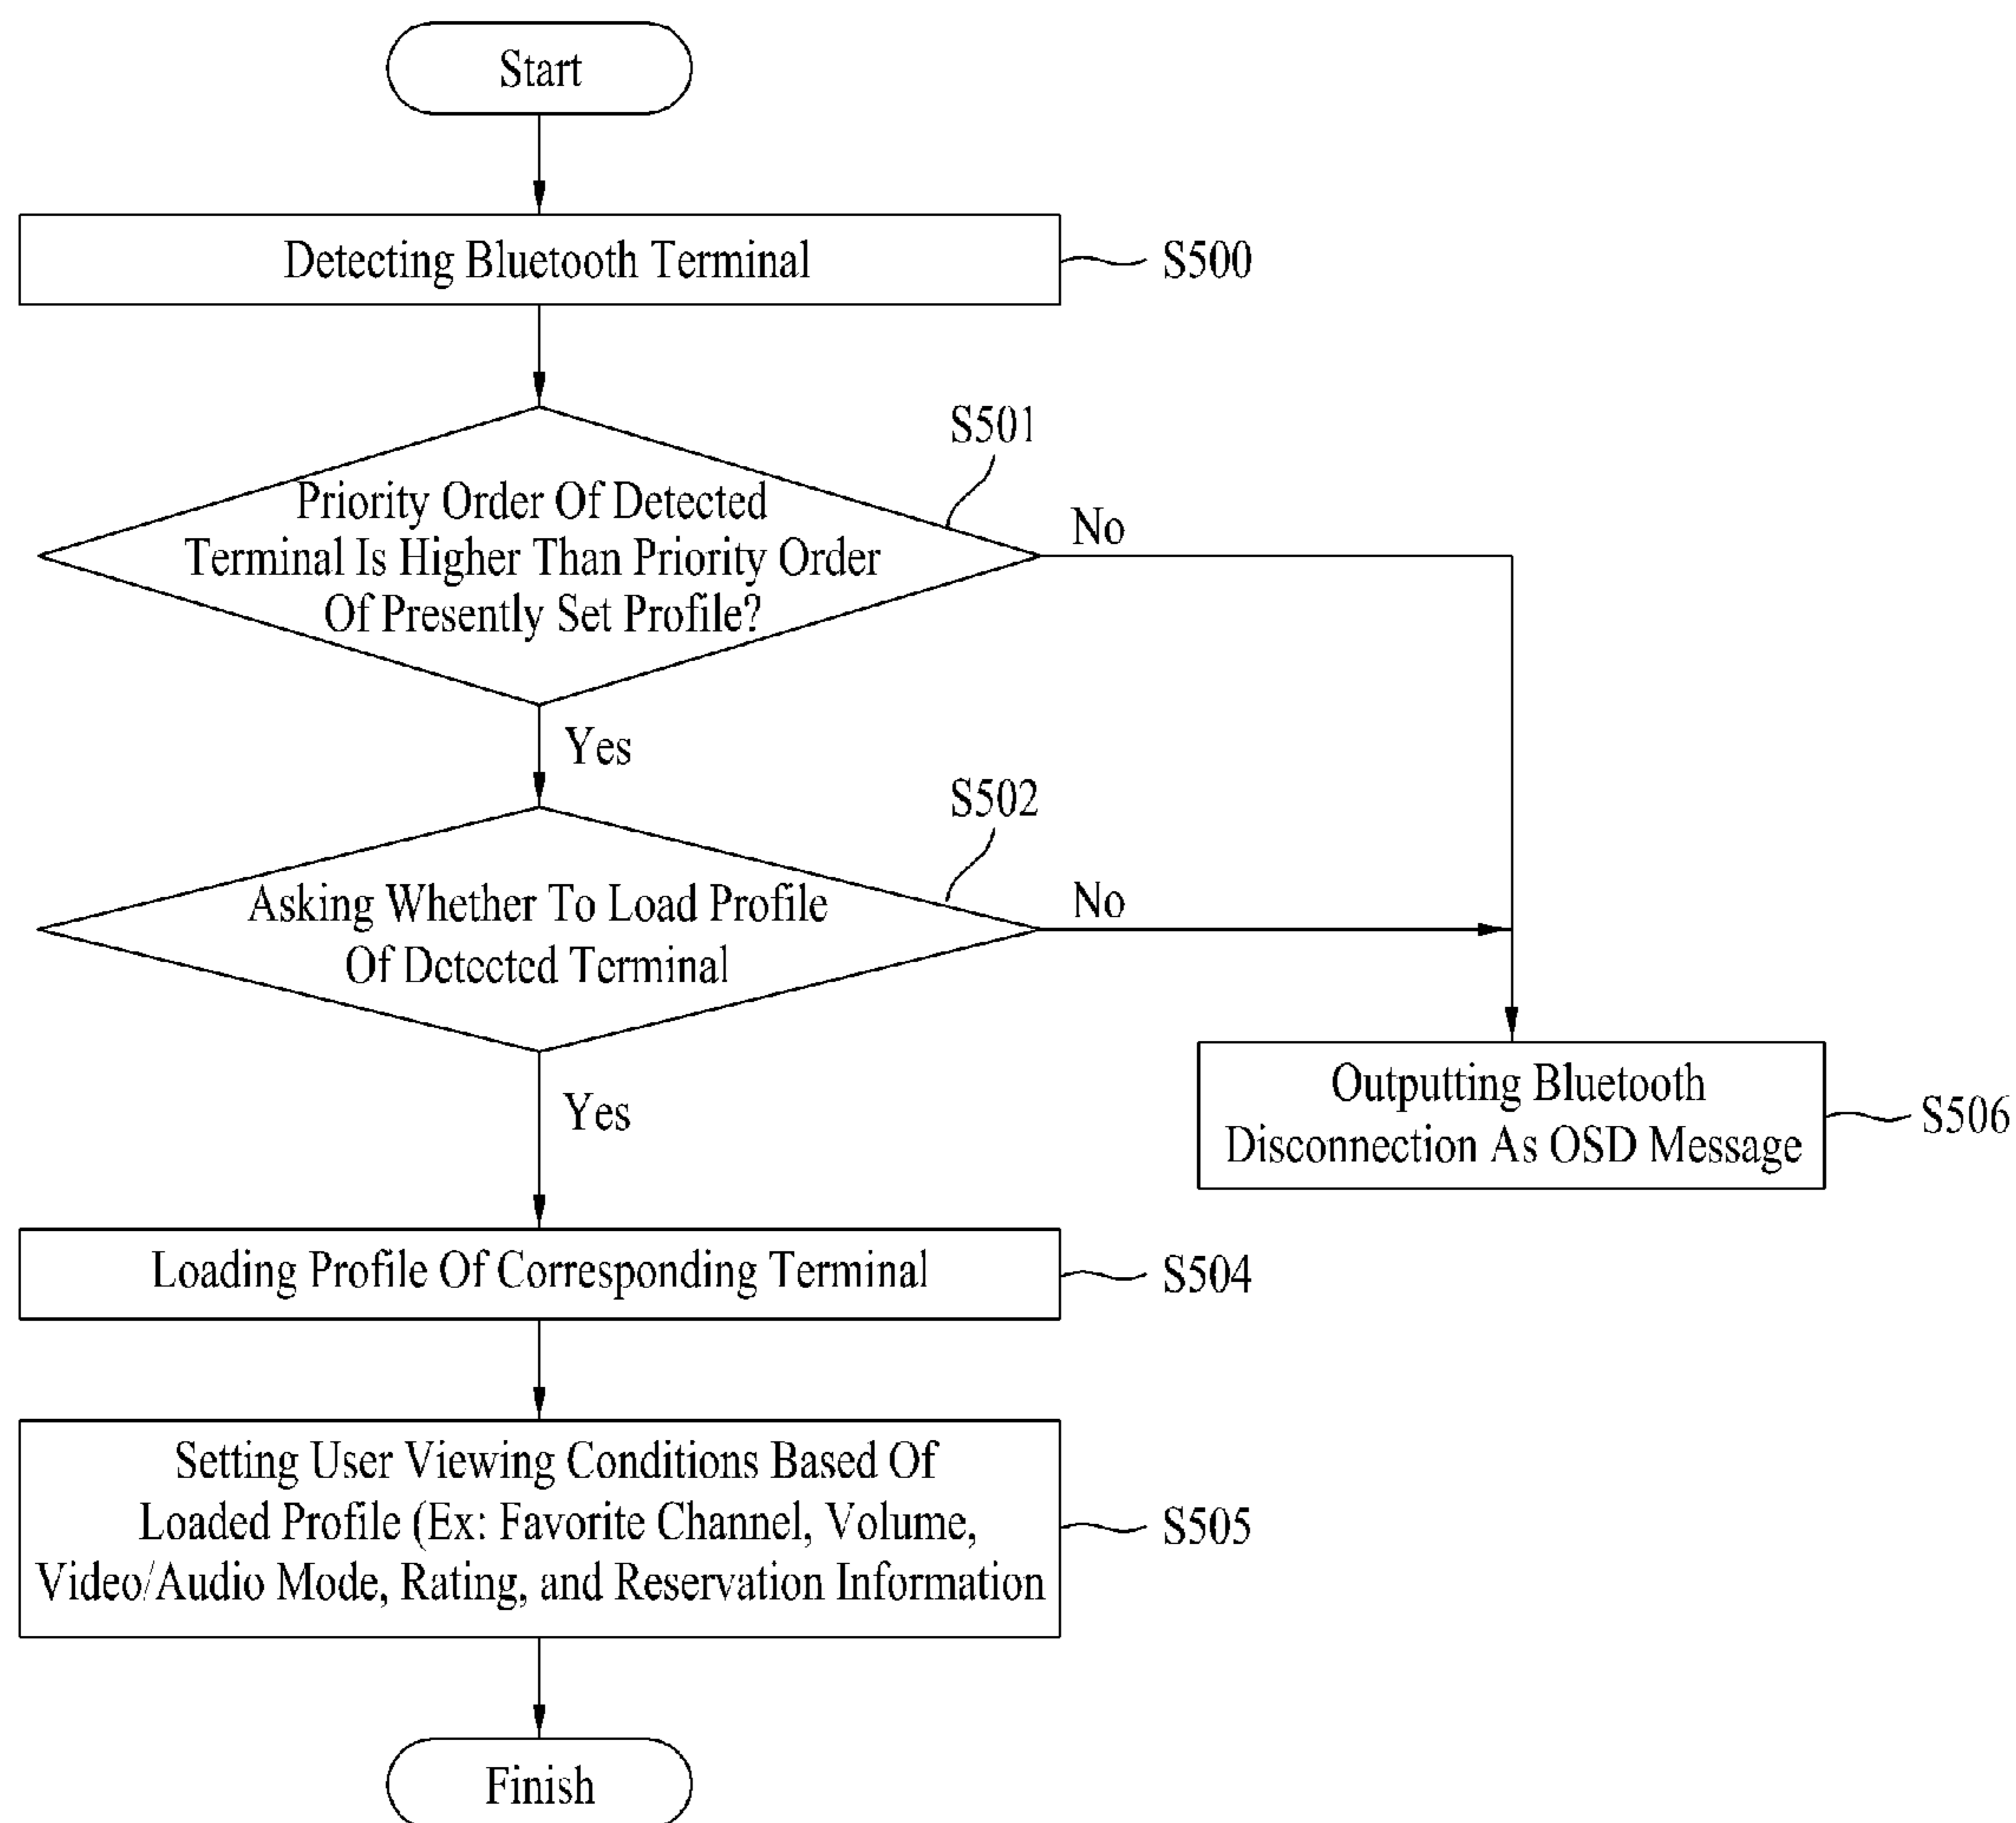 Start
Detecting Bluetooth Terminal
S500
S501
Priority Order Of Detected
Terminal Is Higher Than Priority Order
Of Presently Set Profile?
No
Yes
S502
Asking Whether To Load Profile
Of Detected Terminal
No
Yes
Outputting Bluetooth
Disconnection As OSD Message
S506
Loading Profile Of Corresponding Terminal
S504
Setting User Viewing Conditions Based Of
Loaded Profile (Ex: Favorite Channel, Volume,
Video/Audio Mode, Rating, and Reservation Information
S505
Finish